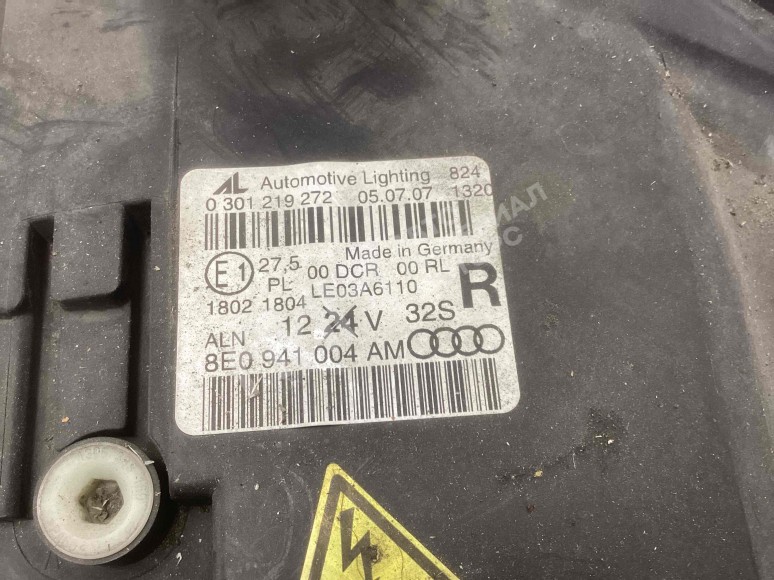 AL Automotive Lighting 824
0 301 219 272 05.07.07 1320
Made in Germany
E1 27,5 00 DCR 00 RL R
PL LE03A6110
1802 1804
12 24 V 32S
ALN
8E0 941 004 AM